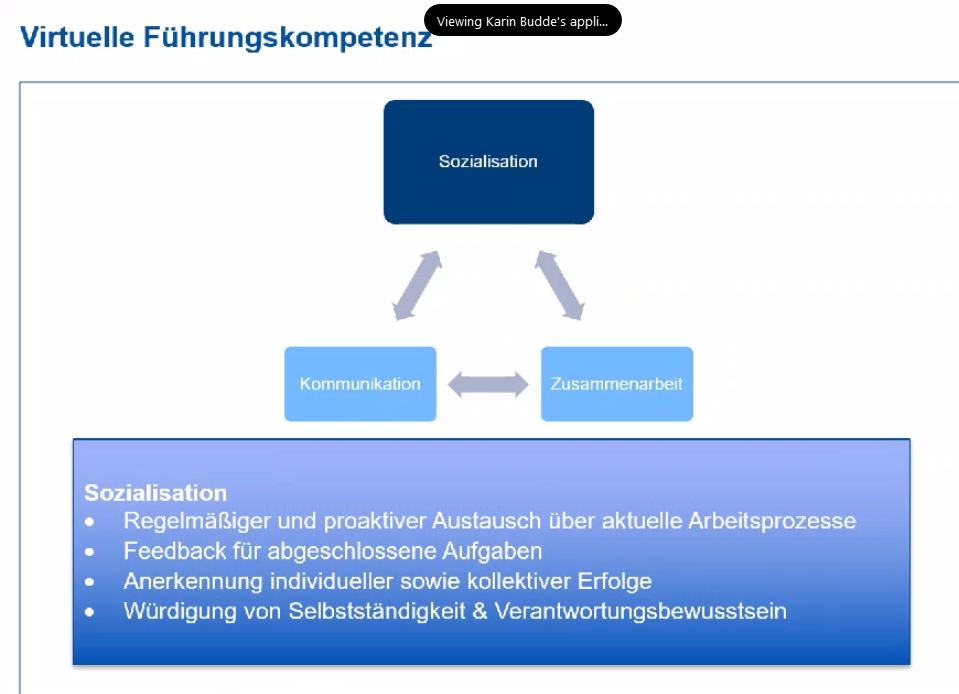 Viewing Karin Budde's appli...
Virtuelle Führungskompetenz
Sozialisation
Kommunikation
Zusammenarbeit
Sozialisation
• Regelmäßiger und proaktiver Austausch über aktuelle Arbeitsprozesse
• Feedback für abgeschlossene Aufgaben
• Anerkennung individueller sowie kollektiver Erfolge
• Würdigung von Selbstständigkeit & Verantwortungsbewusstsein